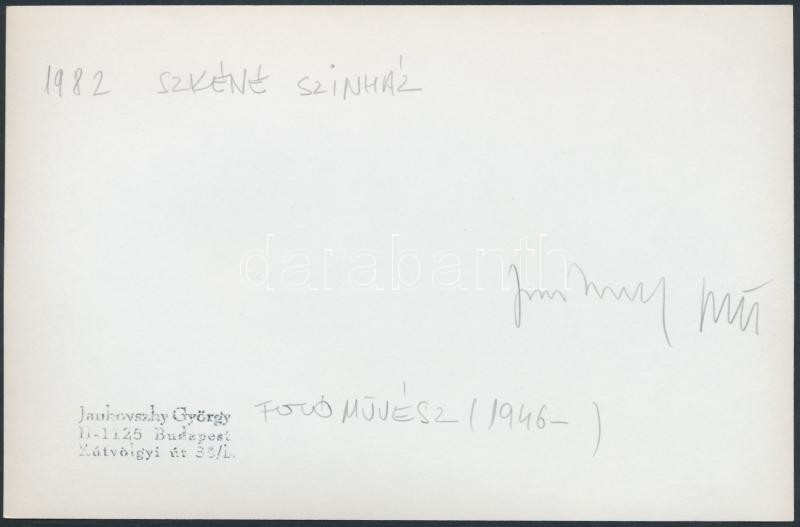 1982 SZKÉNÉ SZINHÁZ
darabanth
Jankovszky György FOTÓMŰVÉSZ (1946- )
H-1125 Budapest
Kútvölgyi út